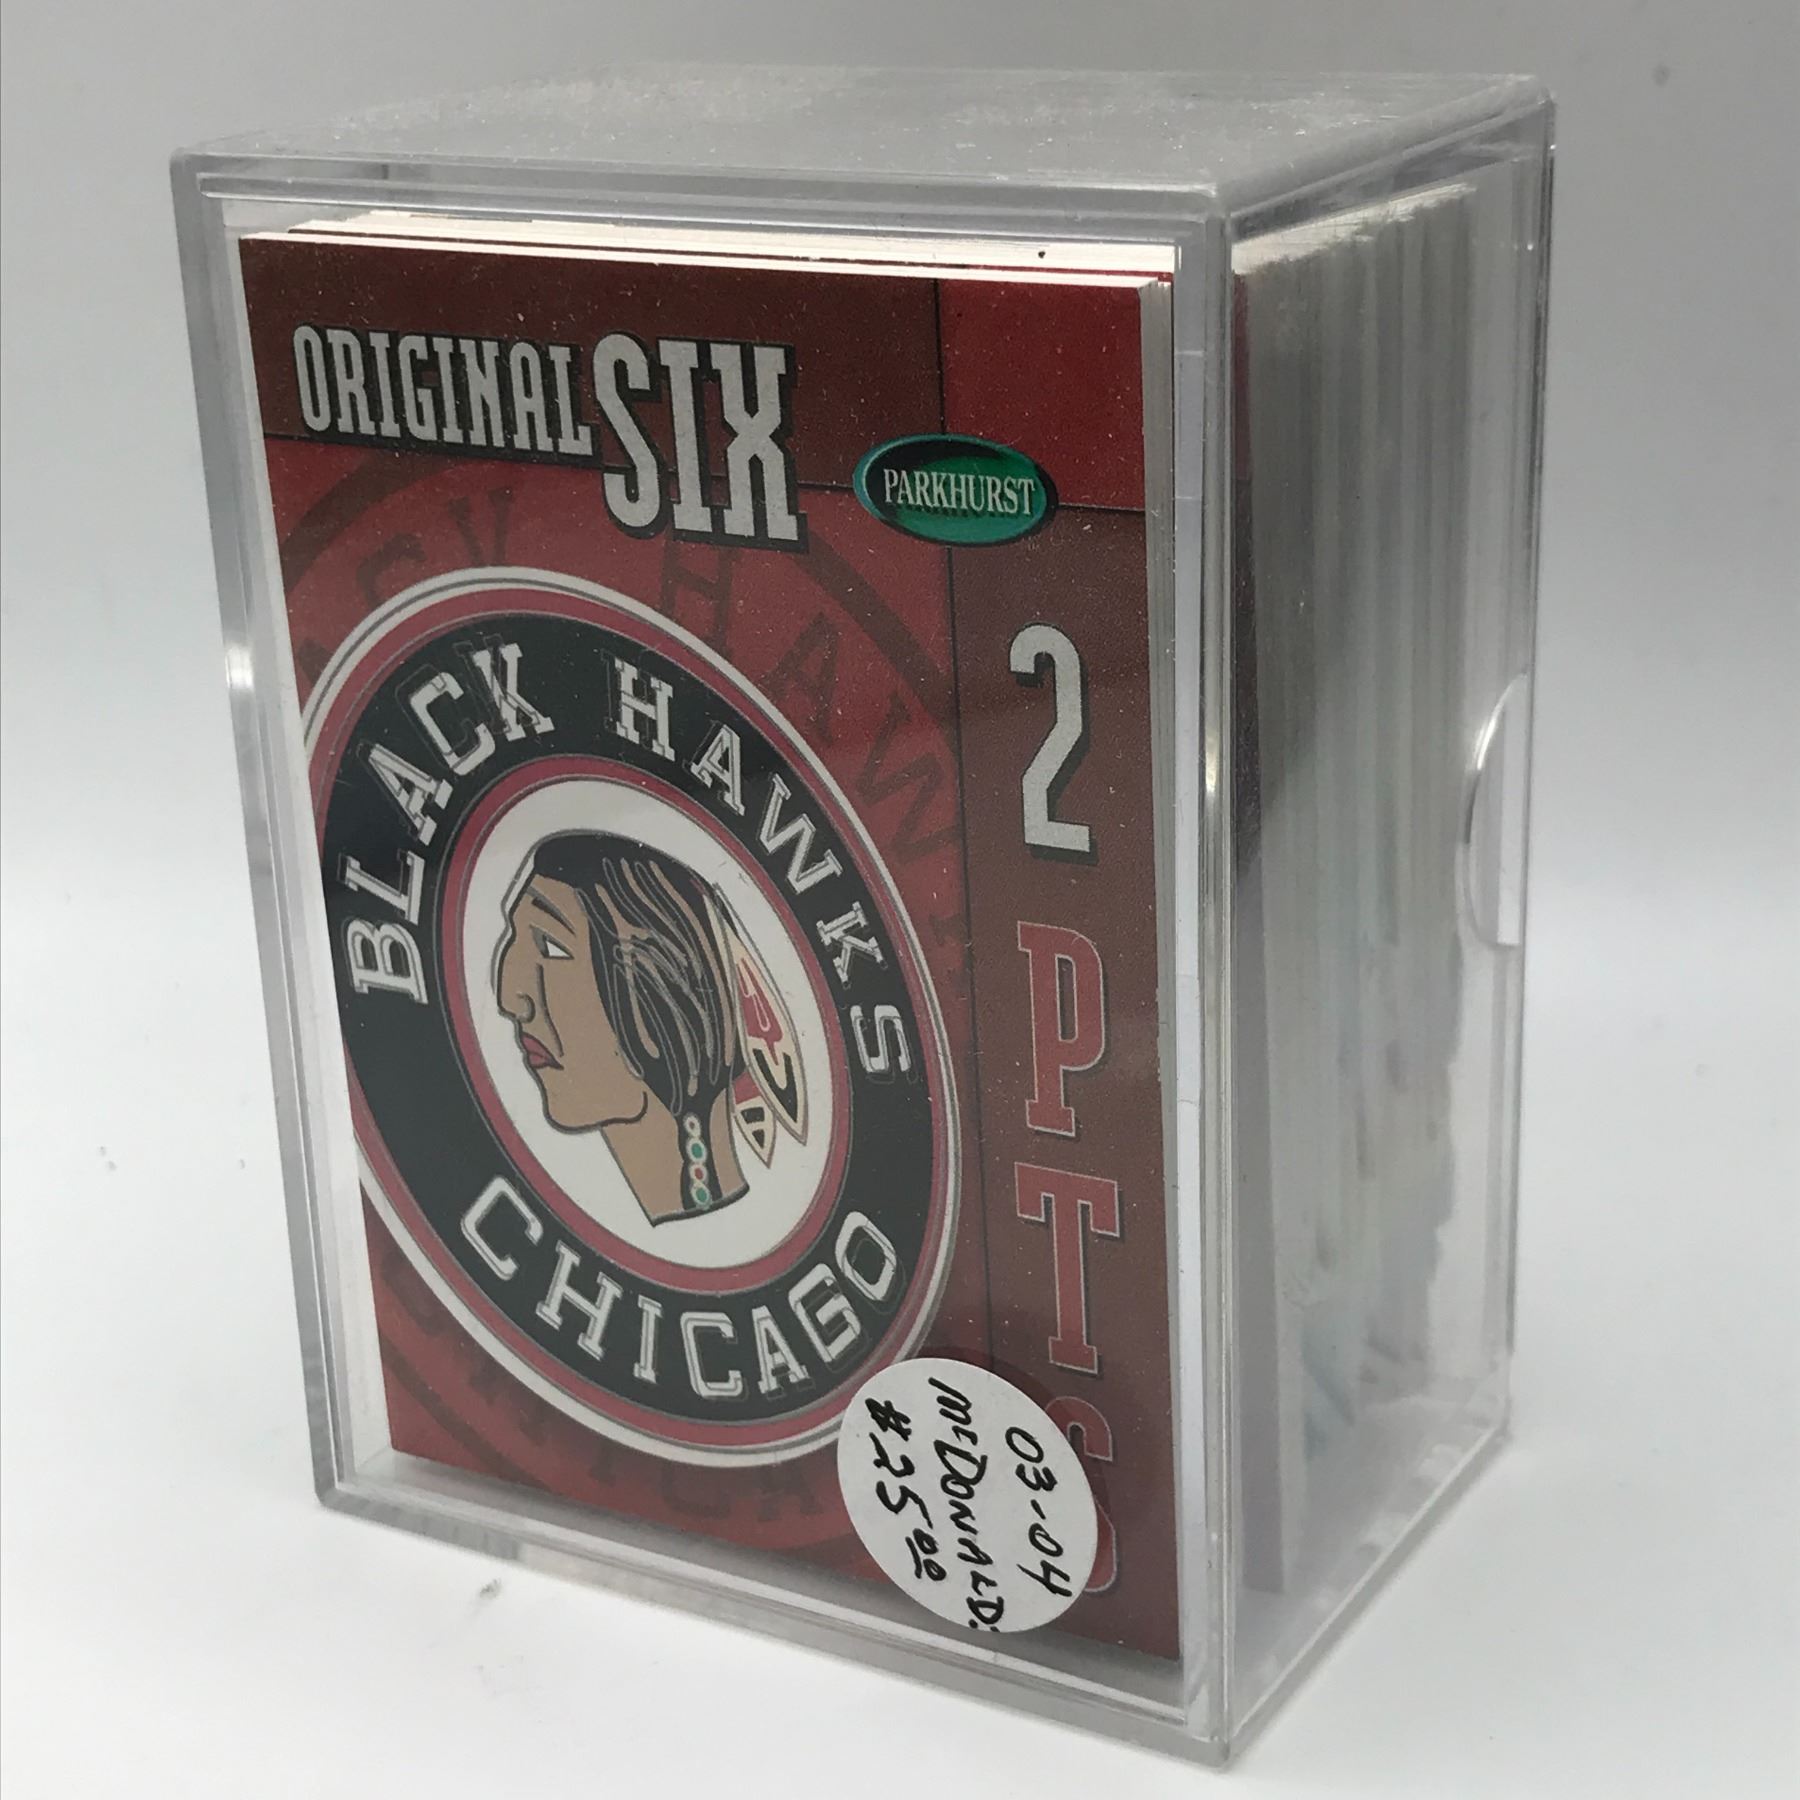 ORIGINAL SIX
PARKHURST
2
PTS
BLACK HAWKS
CHICAGO
03-04
McDONALD.
#25.00